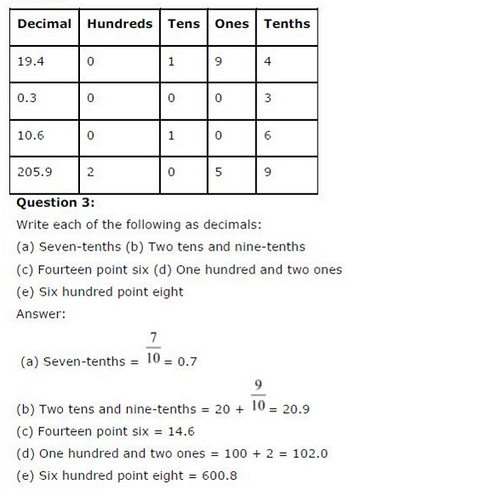 Decimal Hundreds Tens Ones Tenths
19.4 0 1 9 4
0.3 0 0 0 3
10.6 0 1 0 6
205.9 2 0 5 9
Question 3:
Write each of the following as decimals:
(a) Seven-tenths (b) Two tens and nine-tenths
(c) Fourteen point six (d) One hundred and two ones
(e) Six hundred point eight
Answer:
(a) Seven-tenths = 7/10 = 0.7
(b) Two tens and nine-tenths = 20 + 9/10 = 20.9
(c) Fourteen point six = 14.6
(d) One hundred and two ones = 100 + 2 = 102.0
(e) Six hundred point eight = 600.8